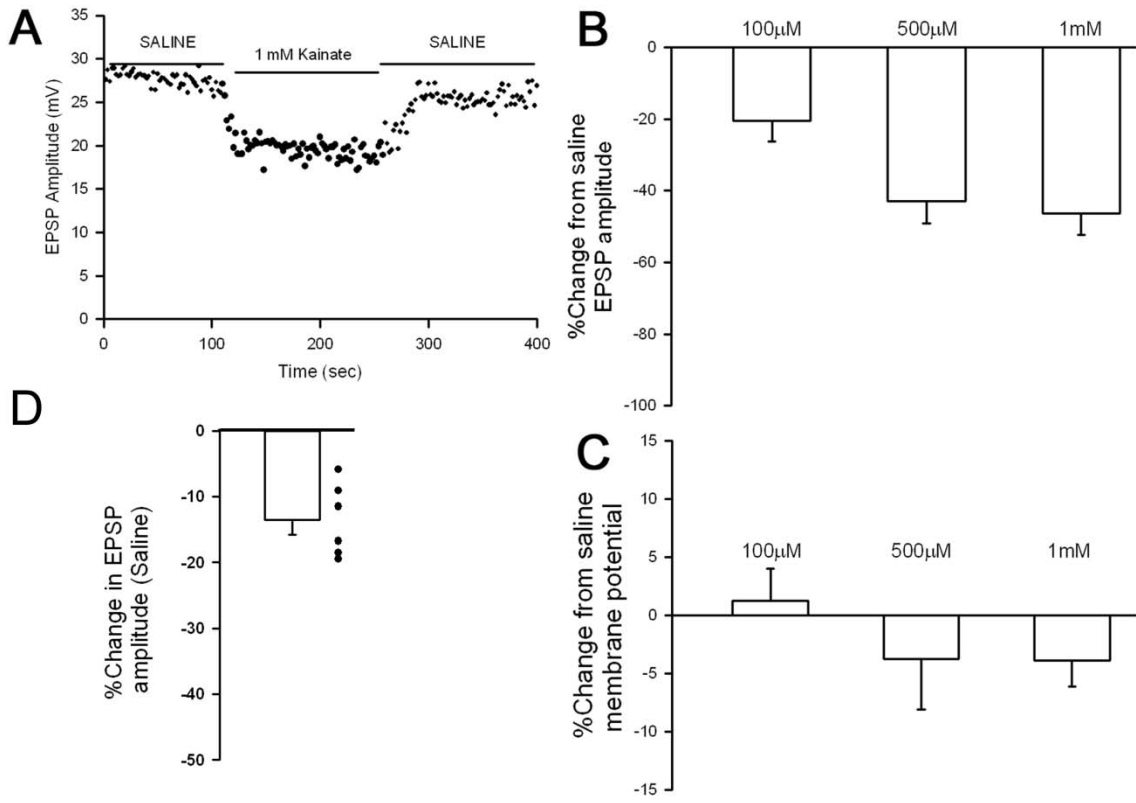 A
SALINE
1 mM Kainate
SALINE
EPSP Amplitude (mV)
35
30
25
20
15
10
5
0
0 100 200 300 400
Time (sec)
B
100µM 500µM 1mM
%Change from saline
EPSP amplitude
0
-20
-40
-60
-80
-100
D
%Change in EPSP
amplitude (Saline)
0
-10
-20
-30
-40
-50
C
100µM 500µM 1mM
%Change from saline
membrane potential
15
10
5
0
-5
-10
-15